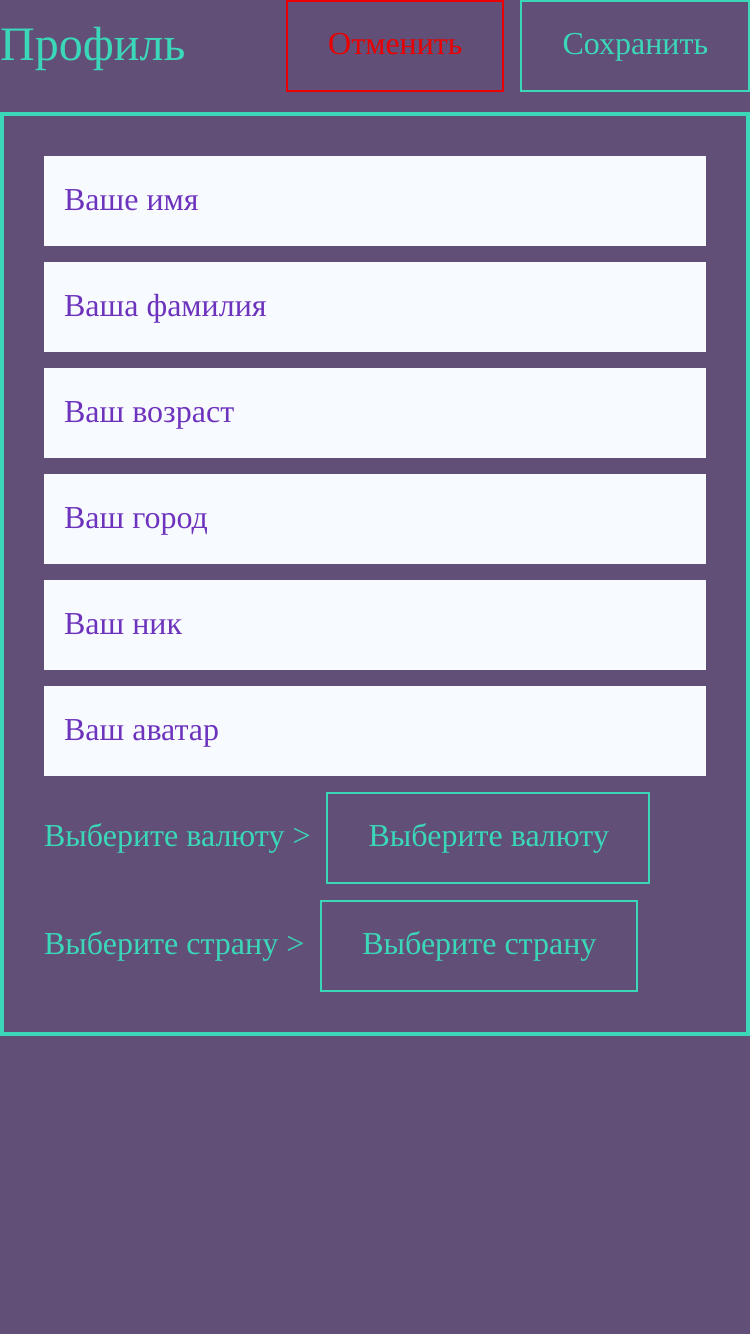 Профиль Отменить Сохранить
Ваше имя
Ваша фамилия
Ваш возраст
Ваш город
Ваш ник
Ваш аватар
Выберите валюту > Выберите валюту
Выберите страну > Выберите страну